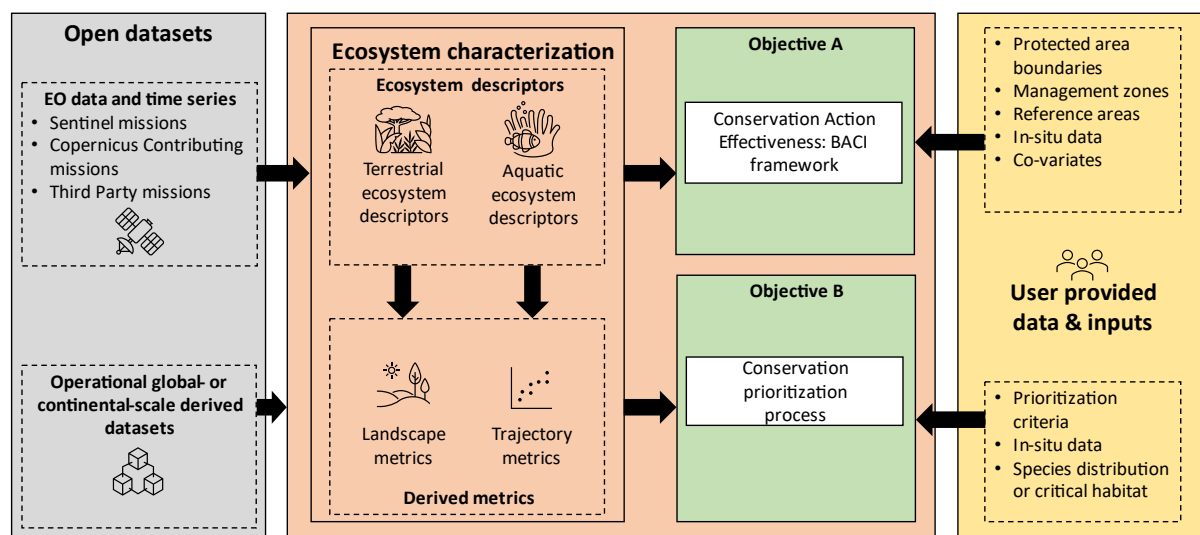 Open datasets
EO data and time series
• Sentinel missions
• Copernicus Contributing
missions
• Third Party missions
Operational global- or
continental-scale derived
datasets
Ecosystem characterization
Ecosystem descriptors
Terrestrial
ecosystem
descriptors
Aquatic
ecosystem
descriptors
Landscape
metrics
Trajectory
metrics
Derived metrics
Objective A
Conservation Action
Effectiveness: BACI
framework
Objective B
Conservation
prioritization
process
• Protected area
boundaries
• Management zones
• Reference areas
• In-situ data
• Co-variates
User provided
data & inputs
• Prioritization
criteria
• In-situ data
• Species distribution
or critical habitat